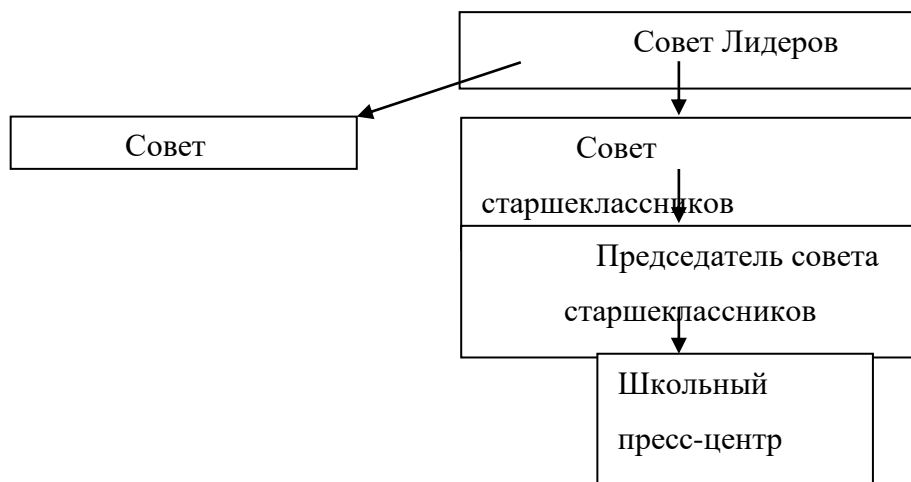 Совет Лидеров
Совет
Совет
старшеклассников
Председатель совета
старшеклассников
Школьный
пресс-центр